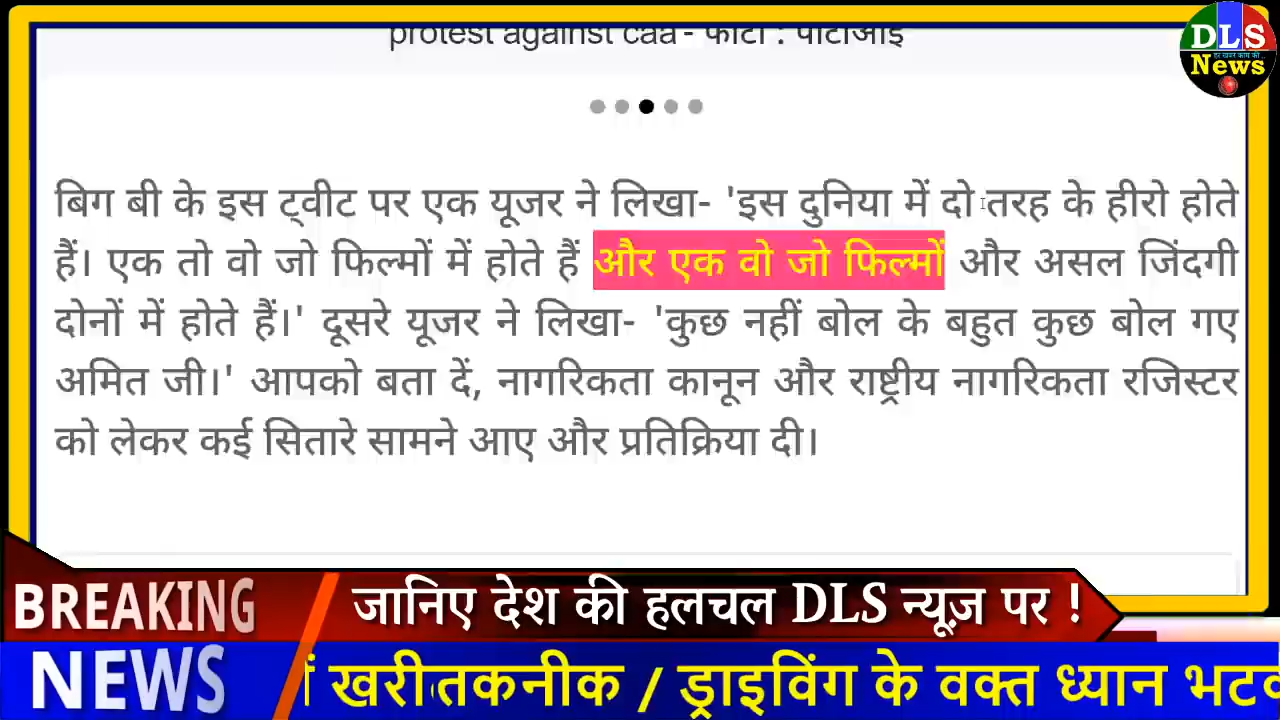 protest against caa - फोटो : पीटीआई
DLS
हर खबर काम की..
News
बिग बी के इस ट्वीट पर एक यूजर ने लिखा- 'इस दुनिया में दो तरह के हीरो होते
हैं। एक तो वो जो फिल्मों में होते हैं और एक वो जो फिल्मों और असल जिंदगी
दोनों में होते हैं।' दूसरे यूजर ने लिखा- 'कुछ नहीं बोल के बहुत कुछ बोल गए
अमित जी।' आपको बता दें, नागरिकता कानून और राष्ट्रीय नागरिकता रजिस्टर
को लेकर कई सितारे सामने आए और प्रतिक्रिया दी।
BREAKING
जानिए देश की हलचल DLS न्यूज़ पर !
NEWS
खरी तकनीक / ड्राइविंग के वक्त ध्यान